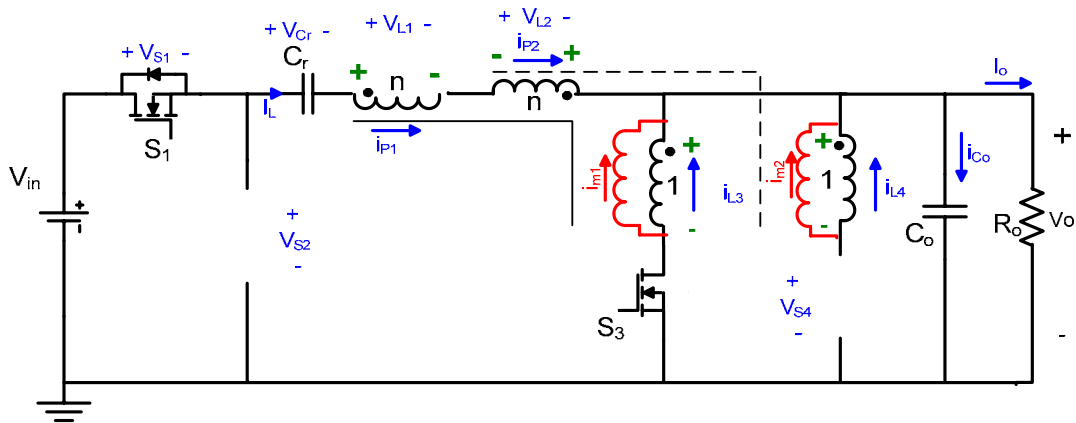 + VS1 -
+ VCr -
+ VL1 -
+ VL2 -
Cr
iP2
- +
+ -
n
n
IL
S1
iP1
Io
Vin
+
-
+
VS2
-
im1
1
+
-
iL3
im2
+
-
1
iL4
iCo
Co
Ro
+
Vo
-
S3
+
VS4
-